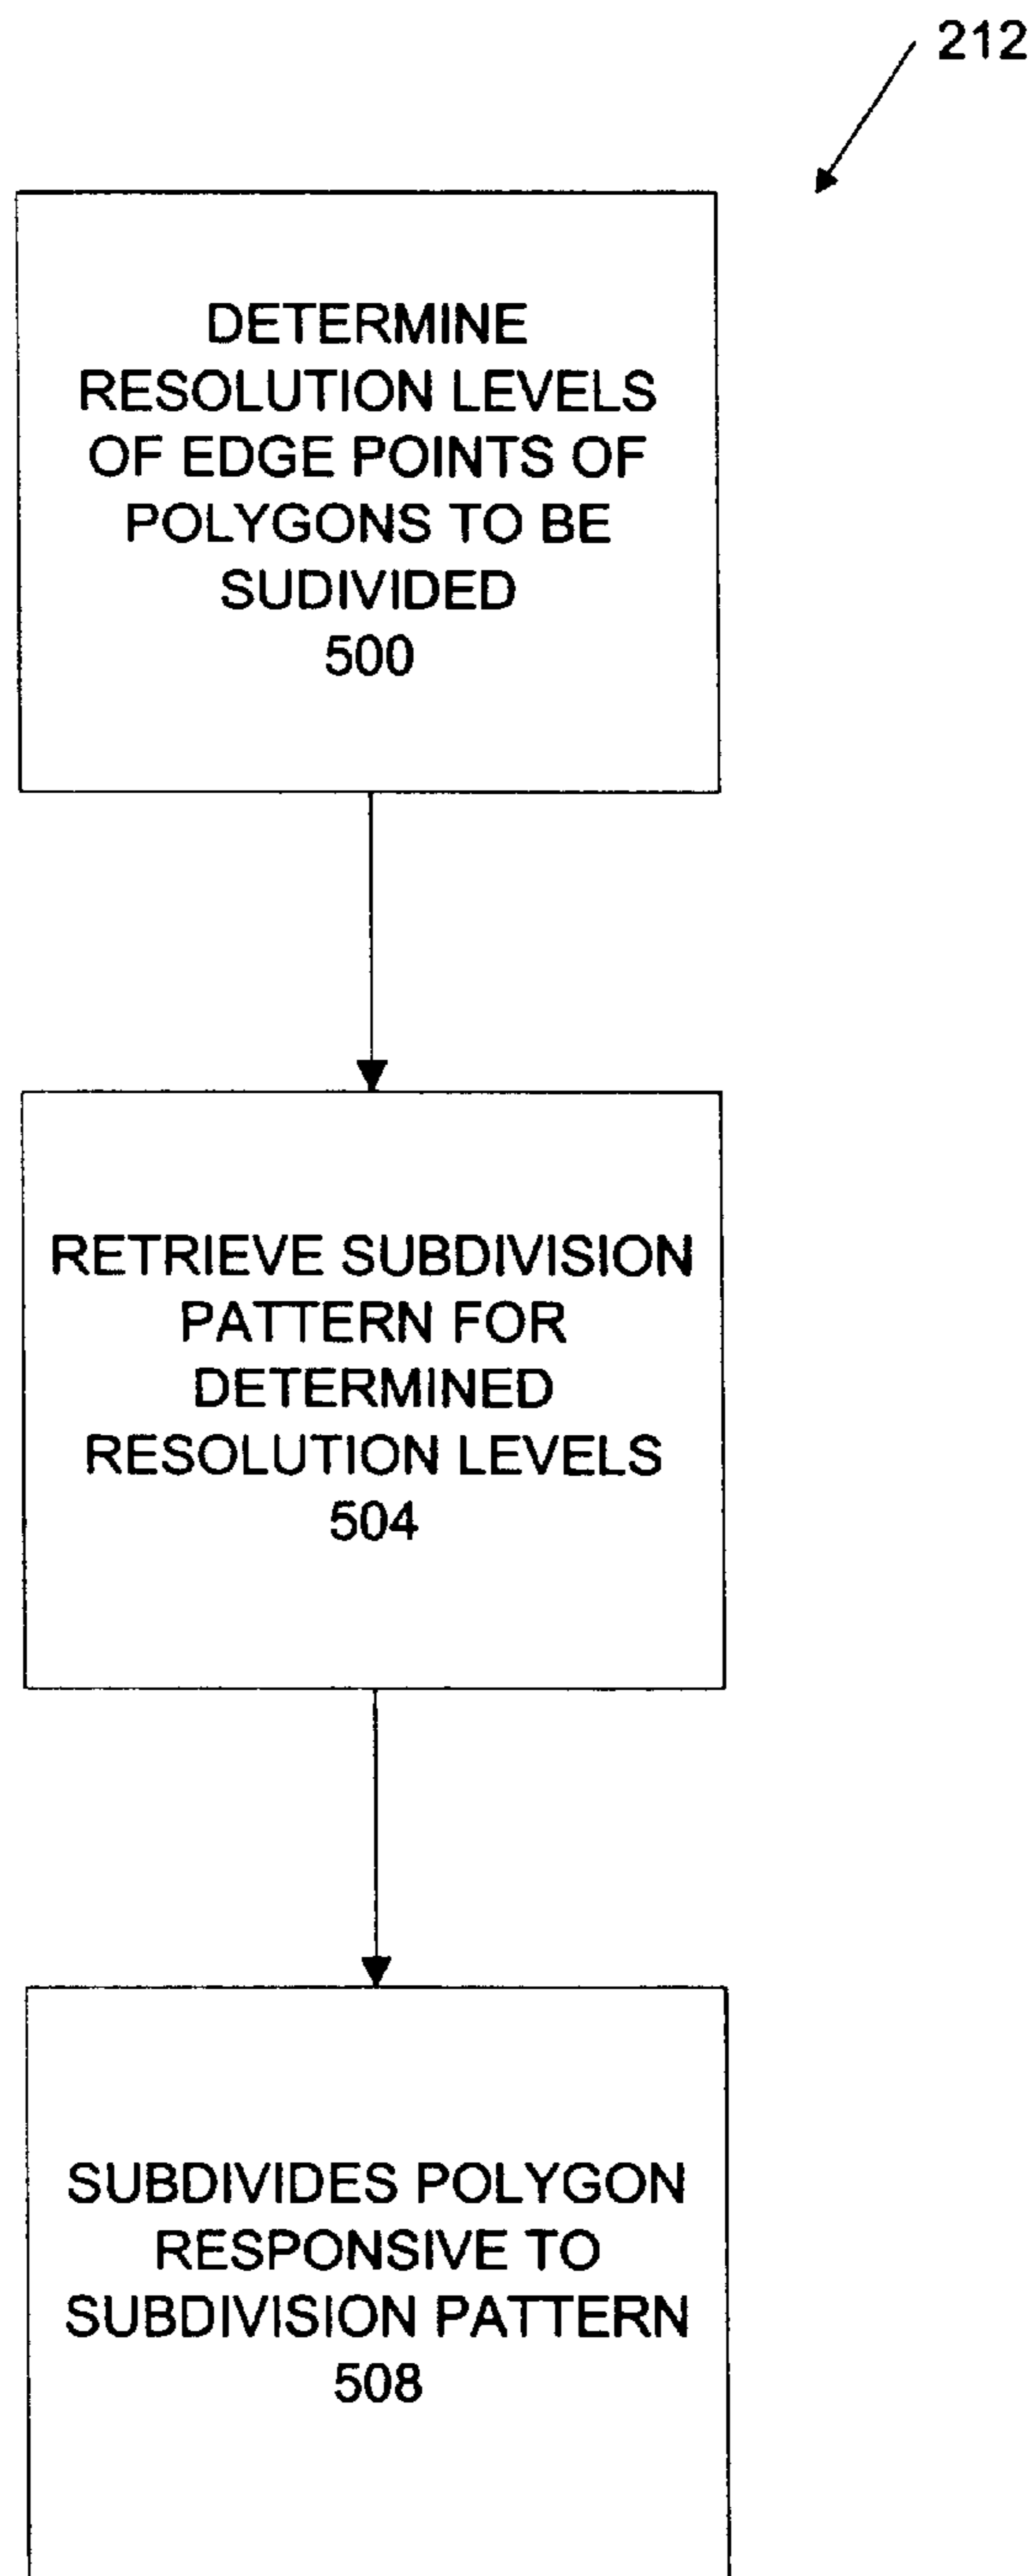 212
DETERMINE
RESOLUTION LEVELS
OF EDGE POINTS OF
POLYGONS TO BE
SUDIVIDED
500
RETRIEVE SUBDIVISION
PATTERN FOR
DETERMINED
RESOLUTION LEVELS
504
SUBDIVIDES POLYGON
RESPONSIVE TO
SUBDIVISION PATTERN
508